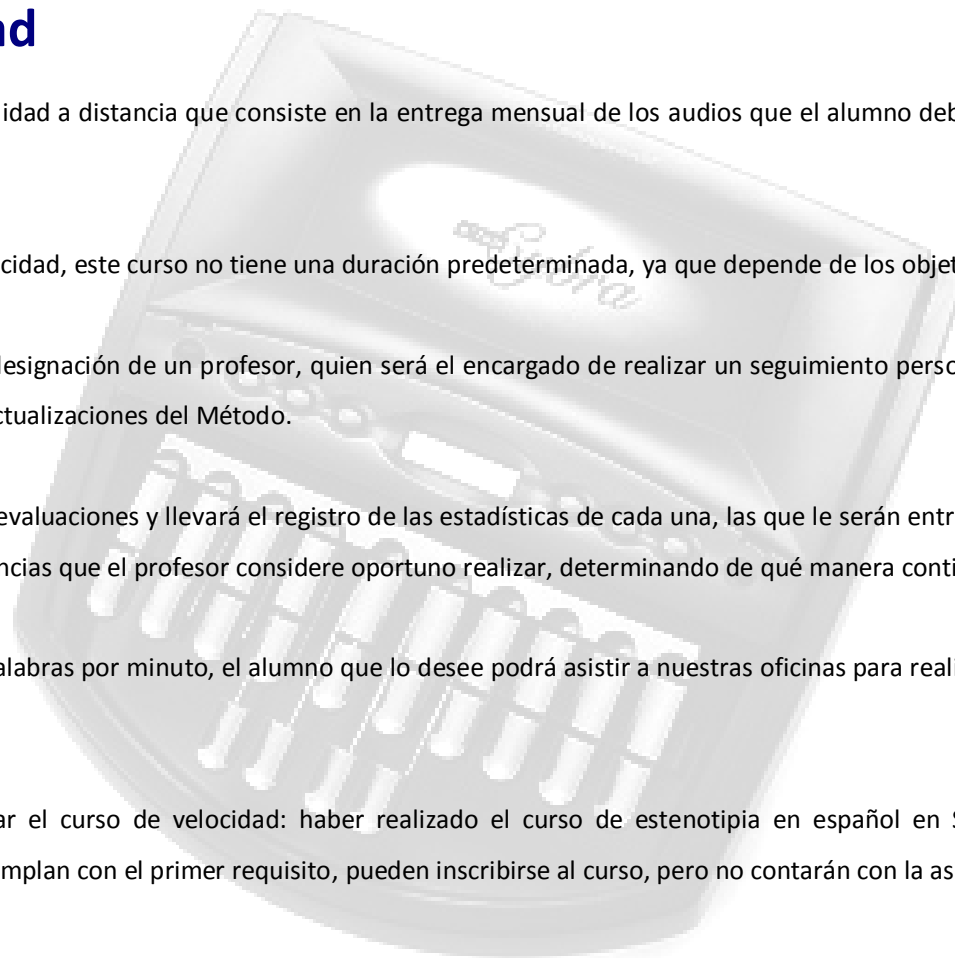 ad
idad a distancia que consiste en la entrega mensual de los audios que el alumno deb
cidad, este curso no tiene una duración predeterminada, ya que depende de los objet
designación de un profesor, quien será el encargado de realizar un seguimiento perso
ctualizaciones del Método.
evaluaciones y llevará el registro de las estadísticas de cada una, las que le serán entr
ncias que el profesor considere oportuno realizar, determinando de qué manera conti
alabras por minuto, el alumno que lo desee podrá asistir a nuestras oficinas para reali
ar el curso de velocidad: haber realizado el curso de estenotipia en español en S
mplan con el primer requisito, pueden inscribirse al curso, pero no contarán con la as